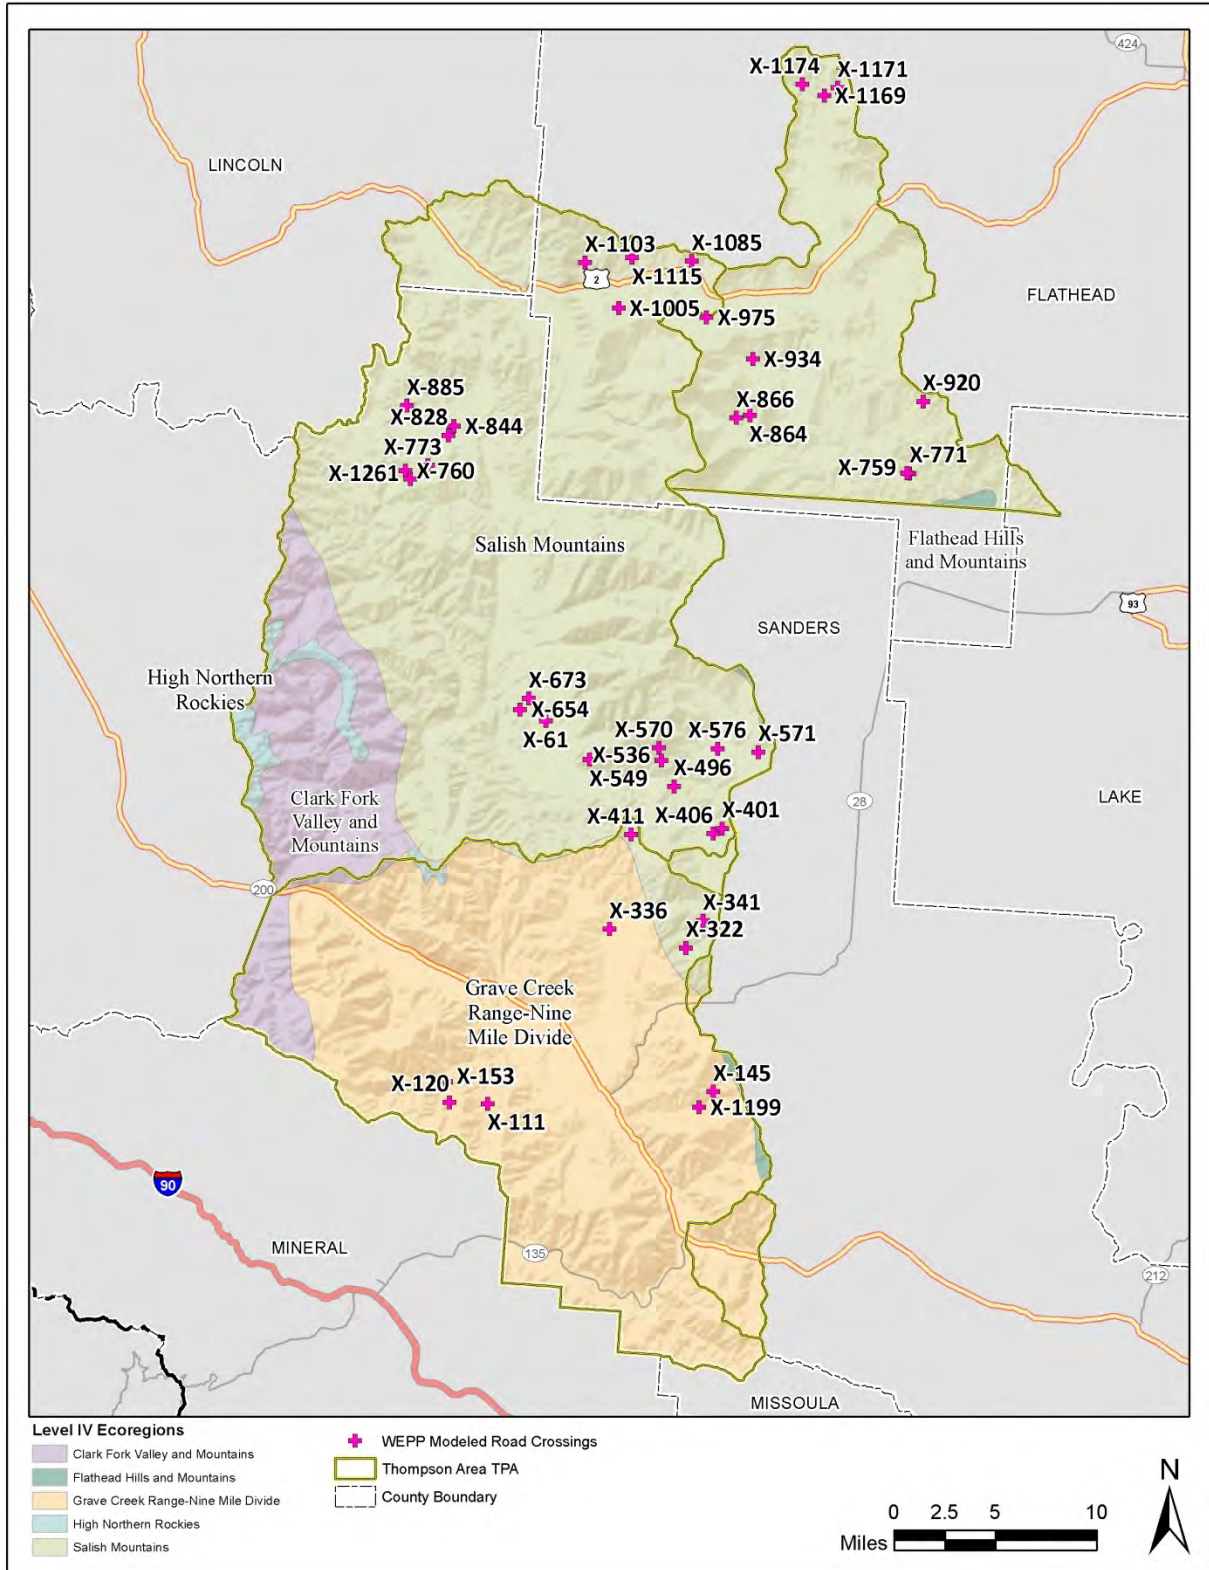 424
X-1174
X-1171
X-1169
LINCOLN
X-1103
X-1085
2
X-1115
FLATHEAD
X-1005
X-975
X-934
X-885
X-920
X-828
X-866
X-844
X-864
X-773
X-771
X-1261
X-760
X-759
Salish Mountains
Flathead Hills
and Mountains
93
SANDERS
High Northern
Rockies
X-673
X-654
X-61
X-570
X-576
X-571
X-536
X-496
X-549
Clark Fork
Valley and
Mountains
28
LAKE
X-411
X-406
X-401
200
X-336
X-341
X-322
Grave Creek
Range-Nine
Mile Divide
X-120
X-153
X-145
X-111
X-1199
90
MINERAL
135
212
MISSOULA
Level IV Ecoregions
Clark Fork Valley and Mountains
Flathead Hills and Mountains
Grave Creek Range-Nine Mile Divide
High Northern Rockies
Salish Mountains
WEPP Modeled Road Crossings
Thompson Area TPA
County Boundary
0 2.5 5 10
Miles
N